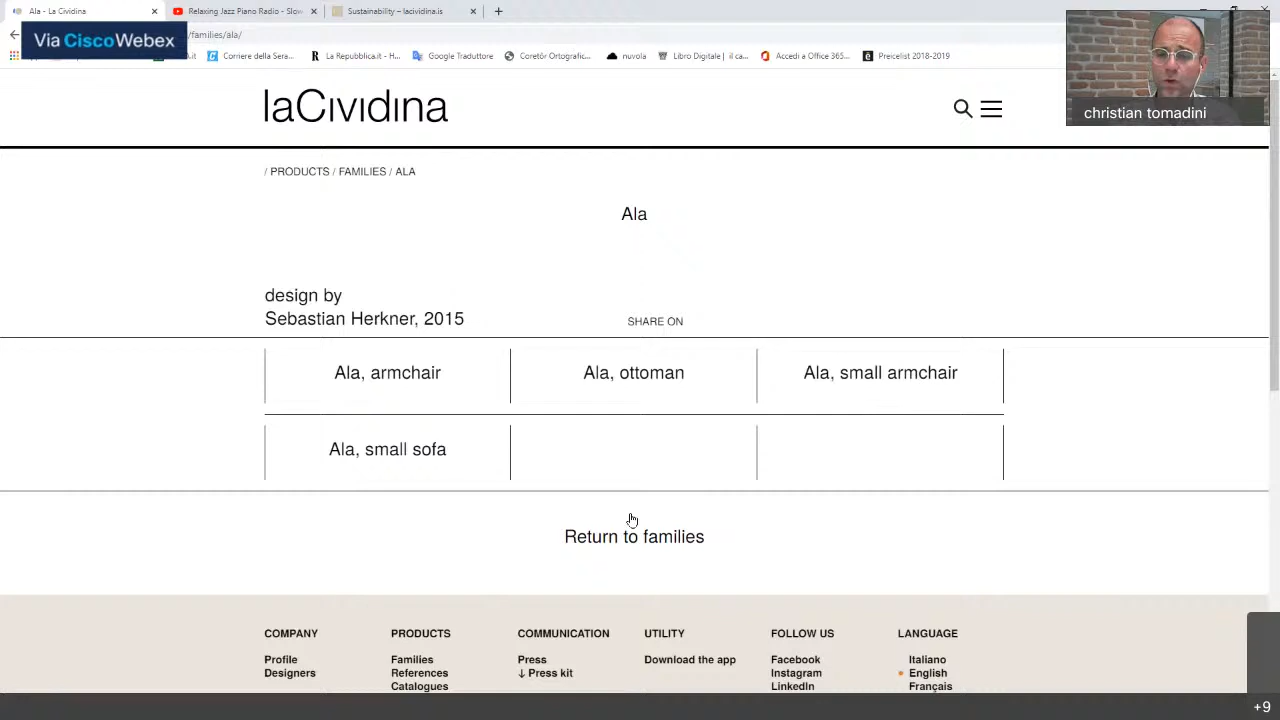 Ala - La Cividina
Relaxing Jazz Piano Radio - Slow
Sustainability – lacividina.is
Via CiscoWebex
/families/ala/
Corriere della Sera...
La Repubblica.it - H...
Google Traduttore
Coretôr Ortografic...
nuvola
Libro Digitale | il ca...
Accedi a Office 365...
Preicelist 2018-2019
laCividina
christian tomadini
/ PRODUCTS / FAMILIES / ALA
Ala
design by
Sebastian Herkner, 2015
SHARE ON
Ala, armchair
Ala, ottoman
Ala, small armchair
Ala, small sofa
Return to families
COMPANY
PRODUCTS
COMMUNICATION
UTILITY
FOLLOW US
LANGUAGE
Profile
Families
Press
Download the app
Facebook
Italiano
Designers
References
↓ Press kit
Instagram
English
Catalogues
LinkedIn
Français
+9